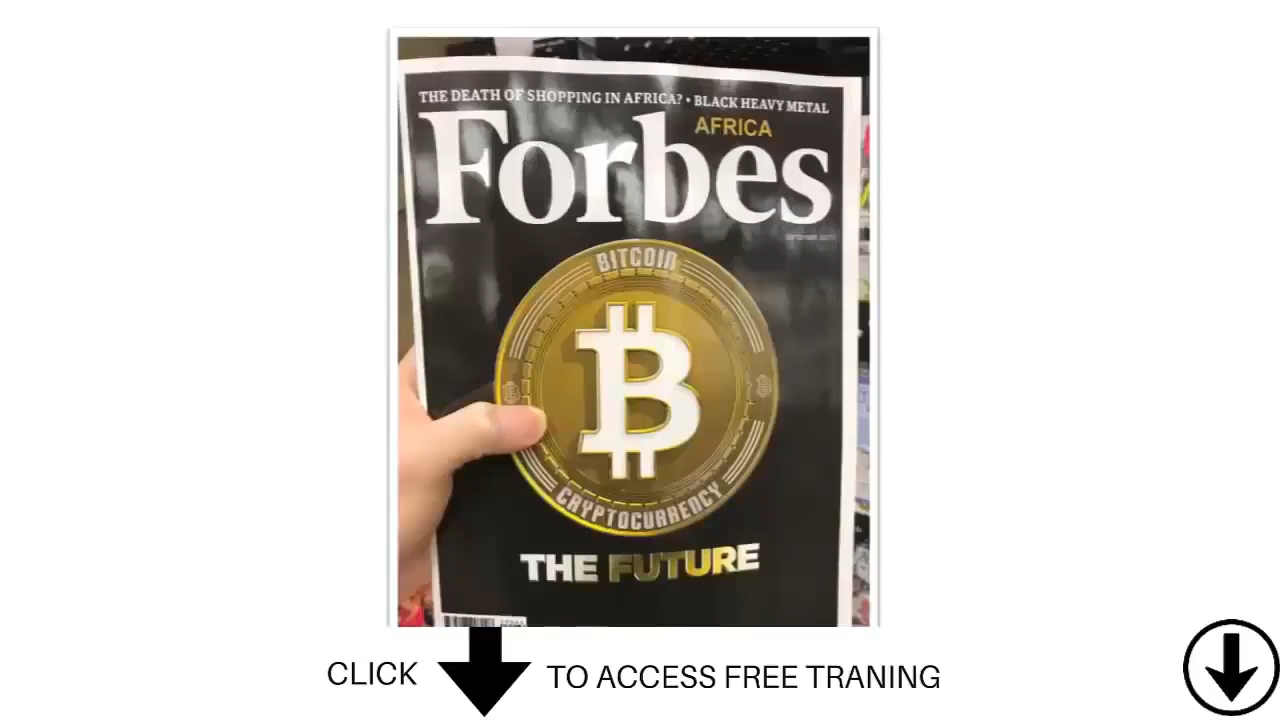 THE DEATH OF SHOPPING IN AFRICA? • BLACK HEAVY METAL
AFRICA
Forbes
BITCOIN
CRYPTOCURRENCY
THE FUTURE
CLICK TO ACCESS FREE TRANING